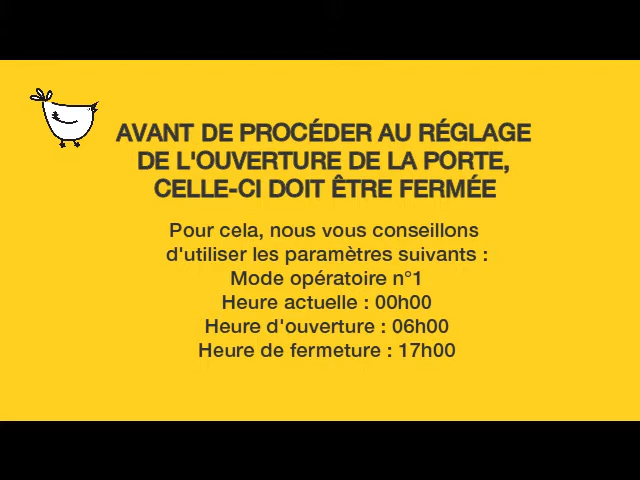 AVANT DE PROCÉDER AU RÉGLAGE
DE L'OUVERTURE DE LA PORTE,
CELLE-CI DOIT ÊTRE FERMÉE
Pour cela, nous vous conseillons
d'utiliser les paramètres suivants :
Mode opératoire n°1
Heure actuelle : 00h00
Heure d'ouverture : 06h00
Heure de fermeture : 17h00